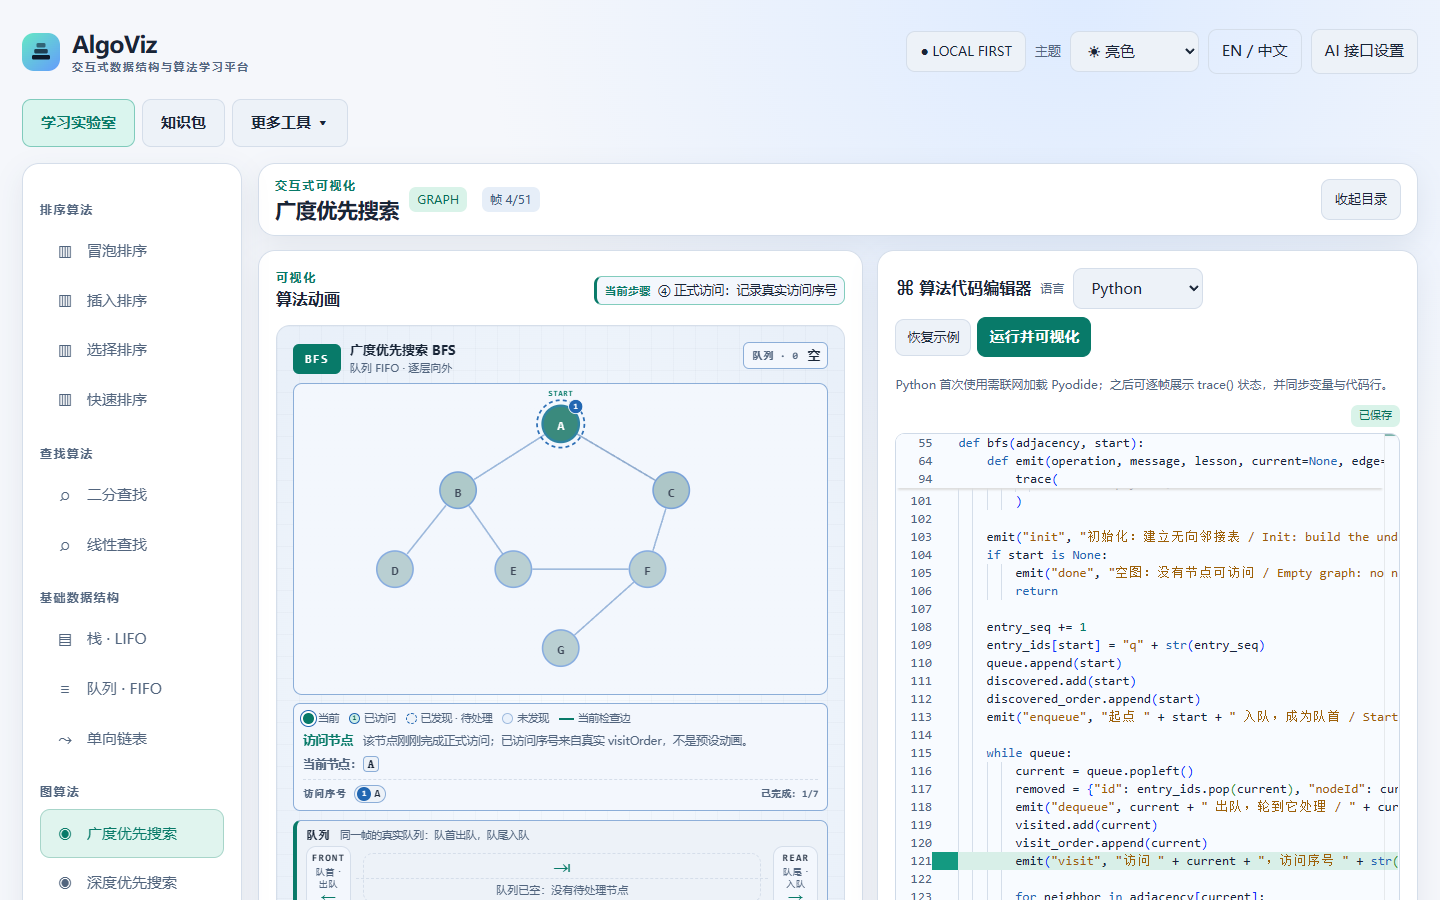 AlgoViz
交互式数据结构与算法学习平台
● LOCAL FIRST
主题
☀ 亮色
EN / 中文
AI 接口设置
学习实验室
知识包
更多工具 ▾
排序算法
冒泡排序
插入排序
选择排序
快速排序
查找算法
二分查找
线性查找
基础数据结构
栈 · LIFO
队列 · FIFO
单向链表
图算法
广度优先搜索
深度优先搜索
交互式可视化
广度优先搜索
GRAPH
帧 4/51
收起目录
可视化
算法动画
当前步骤 ④ 正式访问：记录真实访问序号
BFS
广度优先搜索 BFS
队列 FIFO · 逐层向外
队列 · 0 空
START
1
A
B
C
D
E
F
G
当前
1 已访问
已发现 · 待处理
未发现
当前检查边
访问节点 该节点刚刚完成正式访问；已访问序号来自真实 visitOrder，不是预设动画。
当前节点： A
访问序号 1 A
已完成：1/7
队列 同一帧的真实队列：队首出队，队尾入队
FRONT
队首 ·
出队
←
→|
队列已空：没有待处理节点
REAR
队尾 ·
入队
→
⌘ 算法代码编辑器
语言
Python
恢复示例
运行并可视化
Python 首次使用需联网加载 Pyodide；之后可逐帧展示 trace() 状态，并同步变量与代码行。
已保存
55 def bfs(adjacency, start):
64 def emit(operation, message, lesson, current=None, edge=
94 trace(
101 )
102
103 emit("init", "初始化：建立无向邻接表 / Init: build the und
104 if start is None:
105 emit("done", "空图：没有节点可访问 / Empty graph: no n
106 return
107
108 entry_seq += 1
109 entry_ids[start] = "q" + str(entry_seq)
110 queue.append(start)
111 discovered.add(start)
112 discovered_order.append(start)
113 emit("enqueue", "起点 " + start + " 入队，成为队首 / Start
114
115 while queue:
116 current = queue.popleft()
117 removed = {"id": entry_ids.pop(current), "nodeId": cur
118 emit("dequeue", current + " 出队，轮到它处理 / " + cur
119 visited.add(current)
120 visit_order.append(current)
121 emit("visit", "访问 " + current + "，访问序号 " + str(
122
123 for neighbor in adjacency[current]: